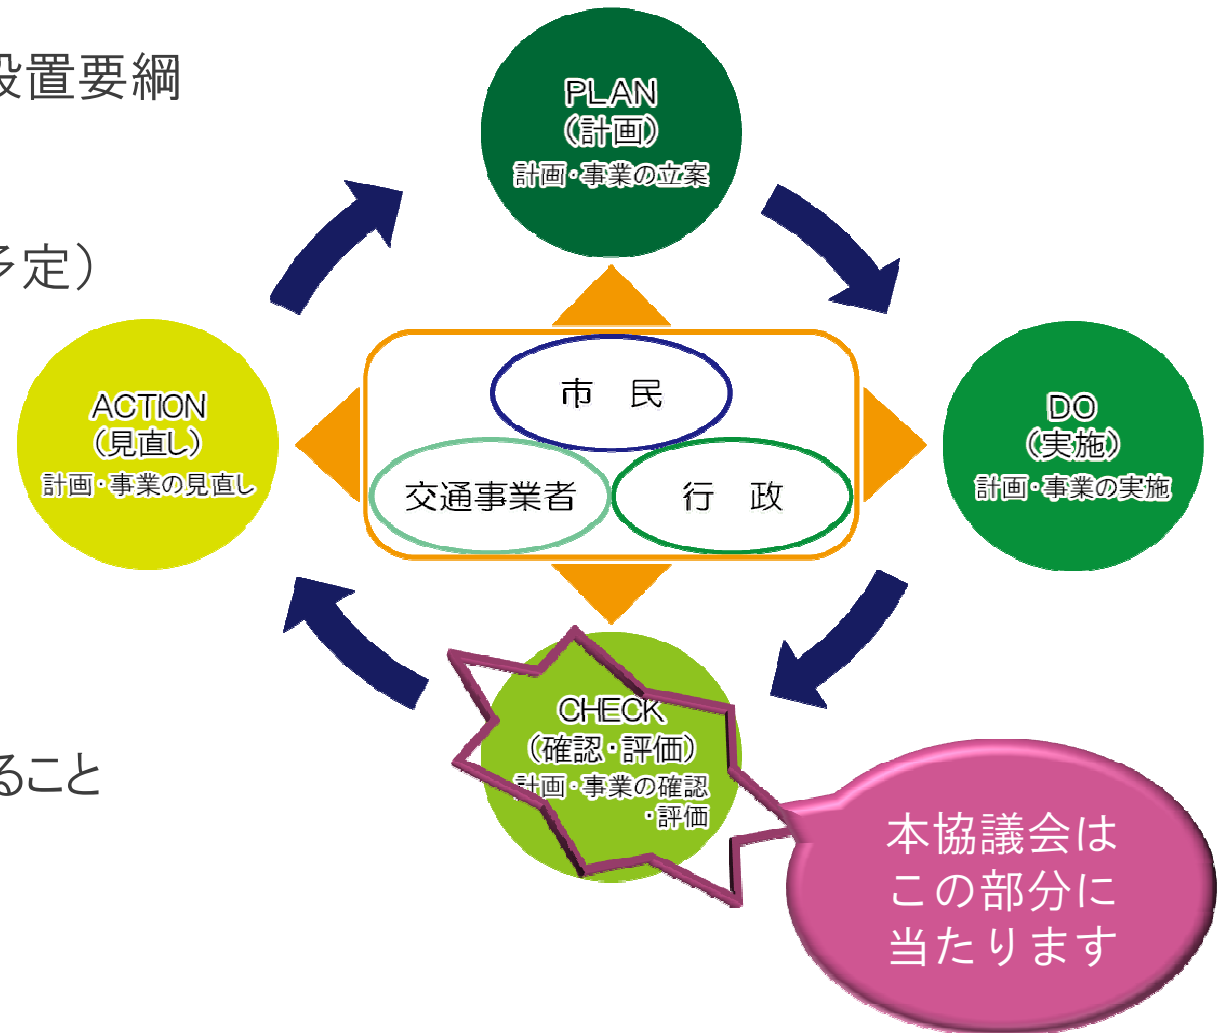 設置要綱
予定）
ること
PLAN
（計画）
計画・事業の立案
DO
（実施）
計画・事業の実施
CHECK
（確認・評価）
計画・事業の確認
・評価
ACTION
（見直し）
計画・事業の見直し
市　民
交通事業者
行　政
本協議会は
この部分に
当たります